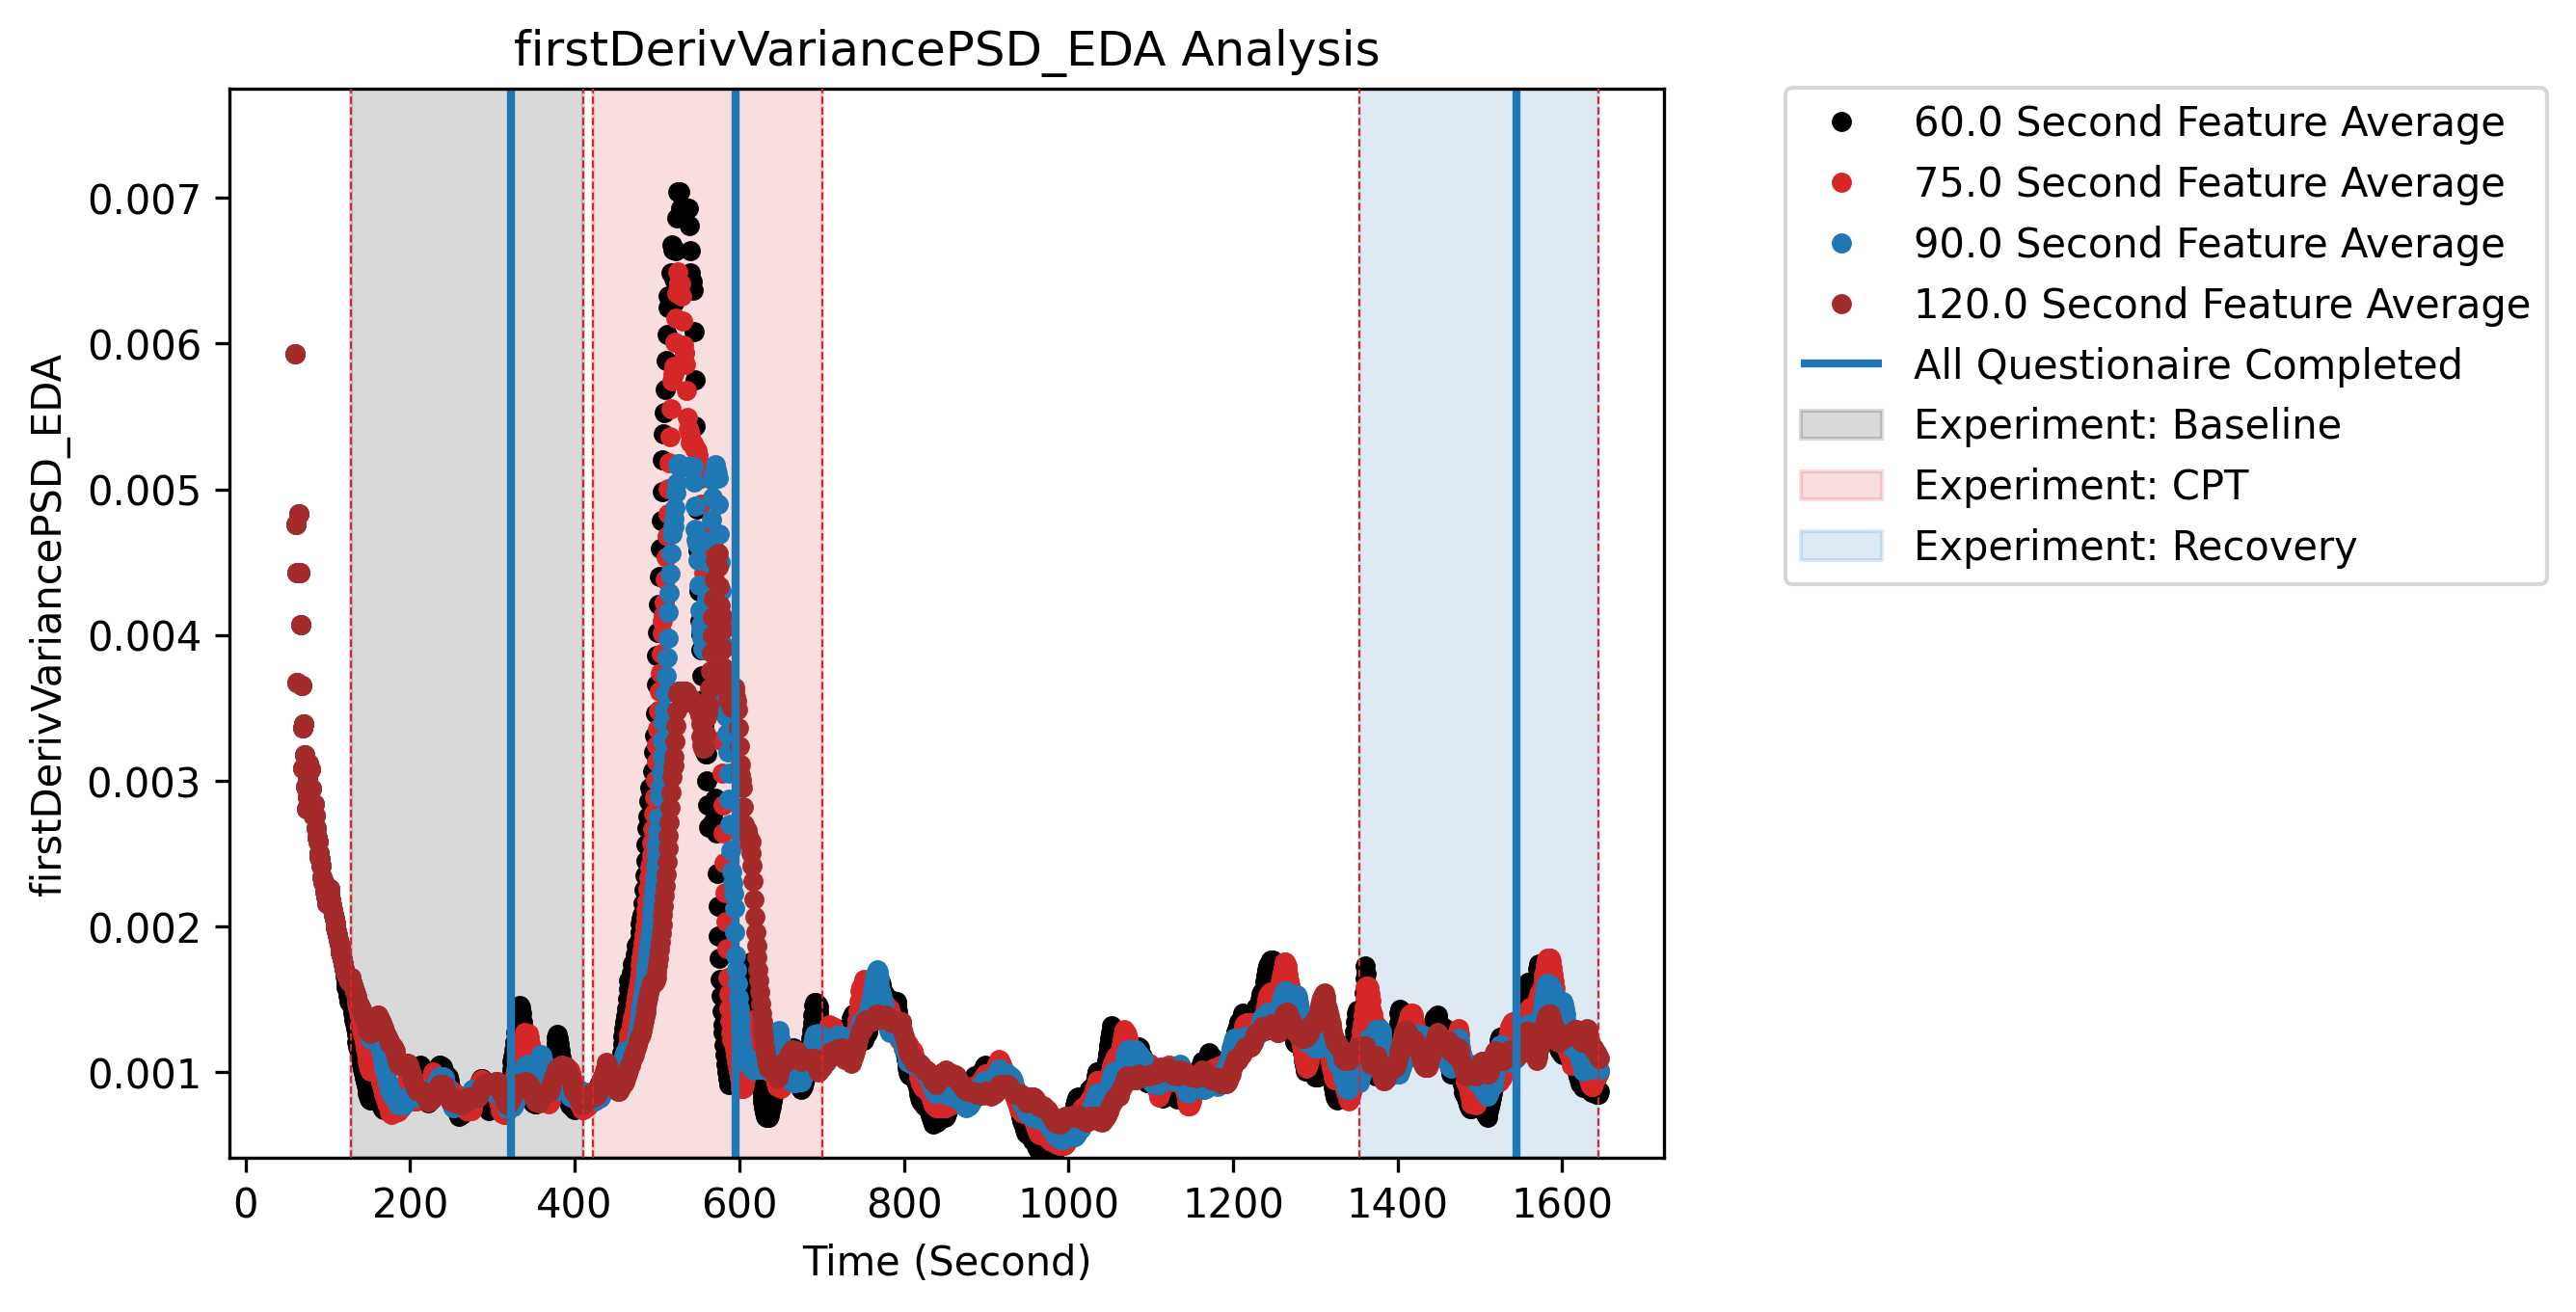 firstDerivVariancePSD_EDA Analysis
firstDerivVariancePSD_EDA
0.007
0.006
0.005
0.004
0.003
0.002
0.001
0
200
400
600
800
1000
1200
1400
1600
Time (Second)
60.0 Second Feature Average
75.0 Second Feature Average
90.0 Second Feature Average
120.0 Second Feature Average
All Questionaire Completed
Experiment: Baseline
Experiment: CPT
Experiment: Recovery